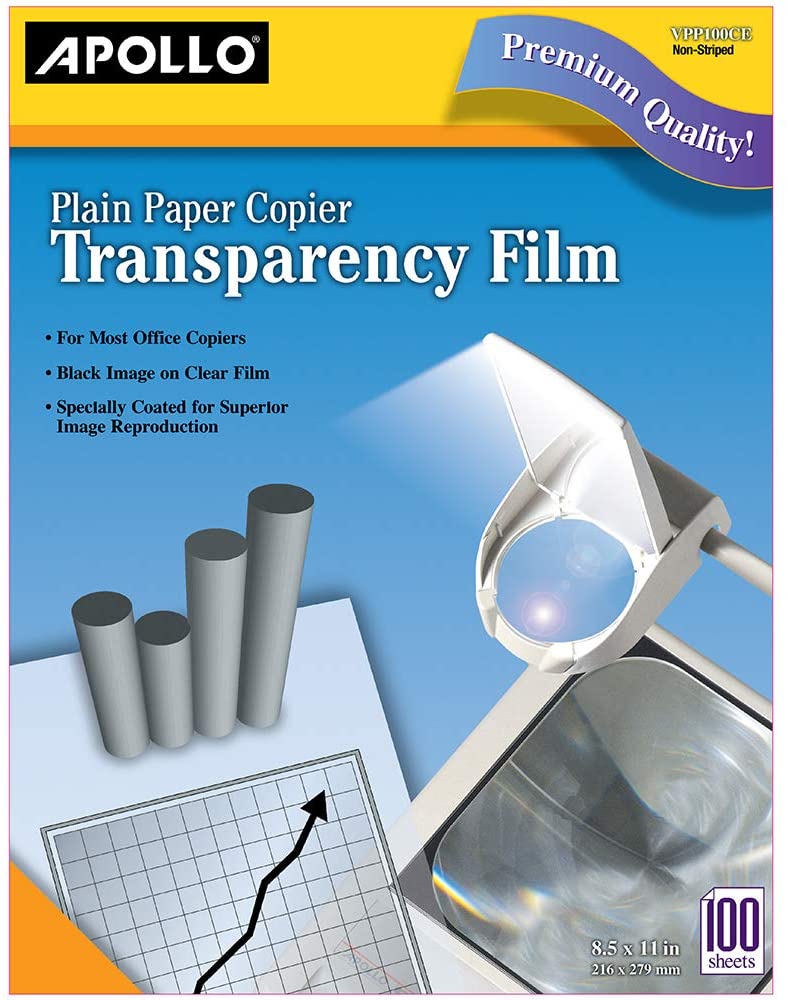 APOLLO®
VPP100CE
Non-Striped
Premium Quality!
Plain Paper Copier
Transparency Film
• For Most Office Copiers
• Black Image on Clear Film
• Specially Coated for Superior
Image Reproduction
APOLLO
8.5 x 11 in
216 x 279 mm
100
sheets